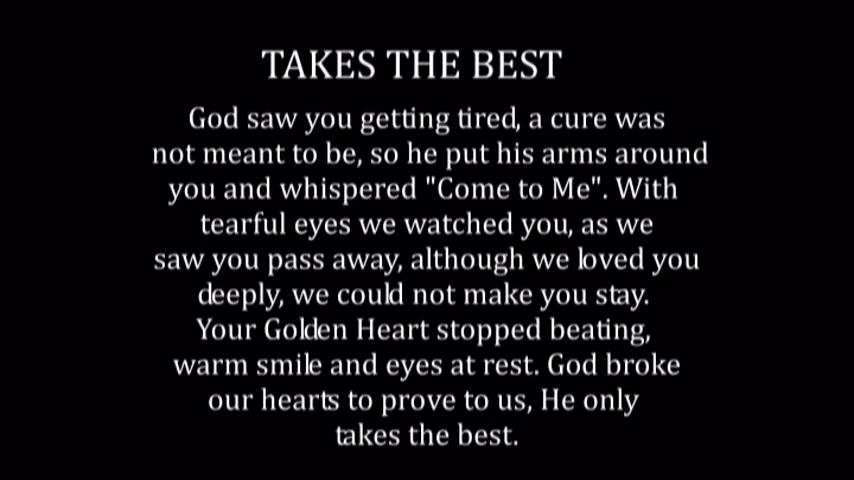 TAKES THE BEST
God saw you getting tired, a cure was
not meant to be, so he put his arms around
you and whispered "Come to Me". With
tearful eyes we watched you, as we
saw you pass away, although we loved you
deeply, we could not make you stay.
Your Golden Heart stopped beating,
warm smile and eyes at rest. God broke
our hearts to prove to us, He only
takes the best.